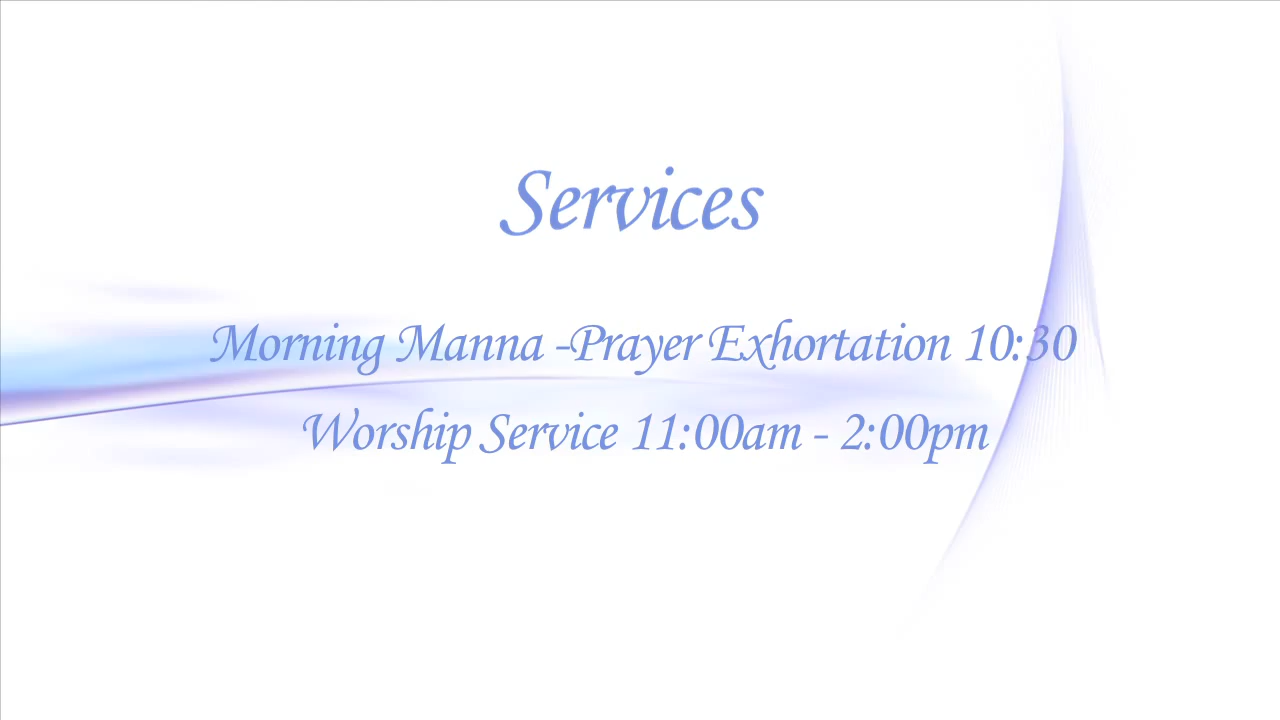 Services
Morning Manna -Prayer Exhortation 10:30
Worship Service 11:00am - 2:00pm